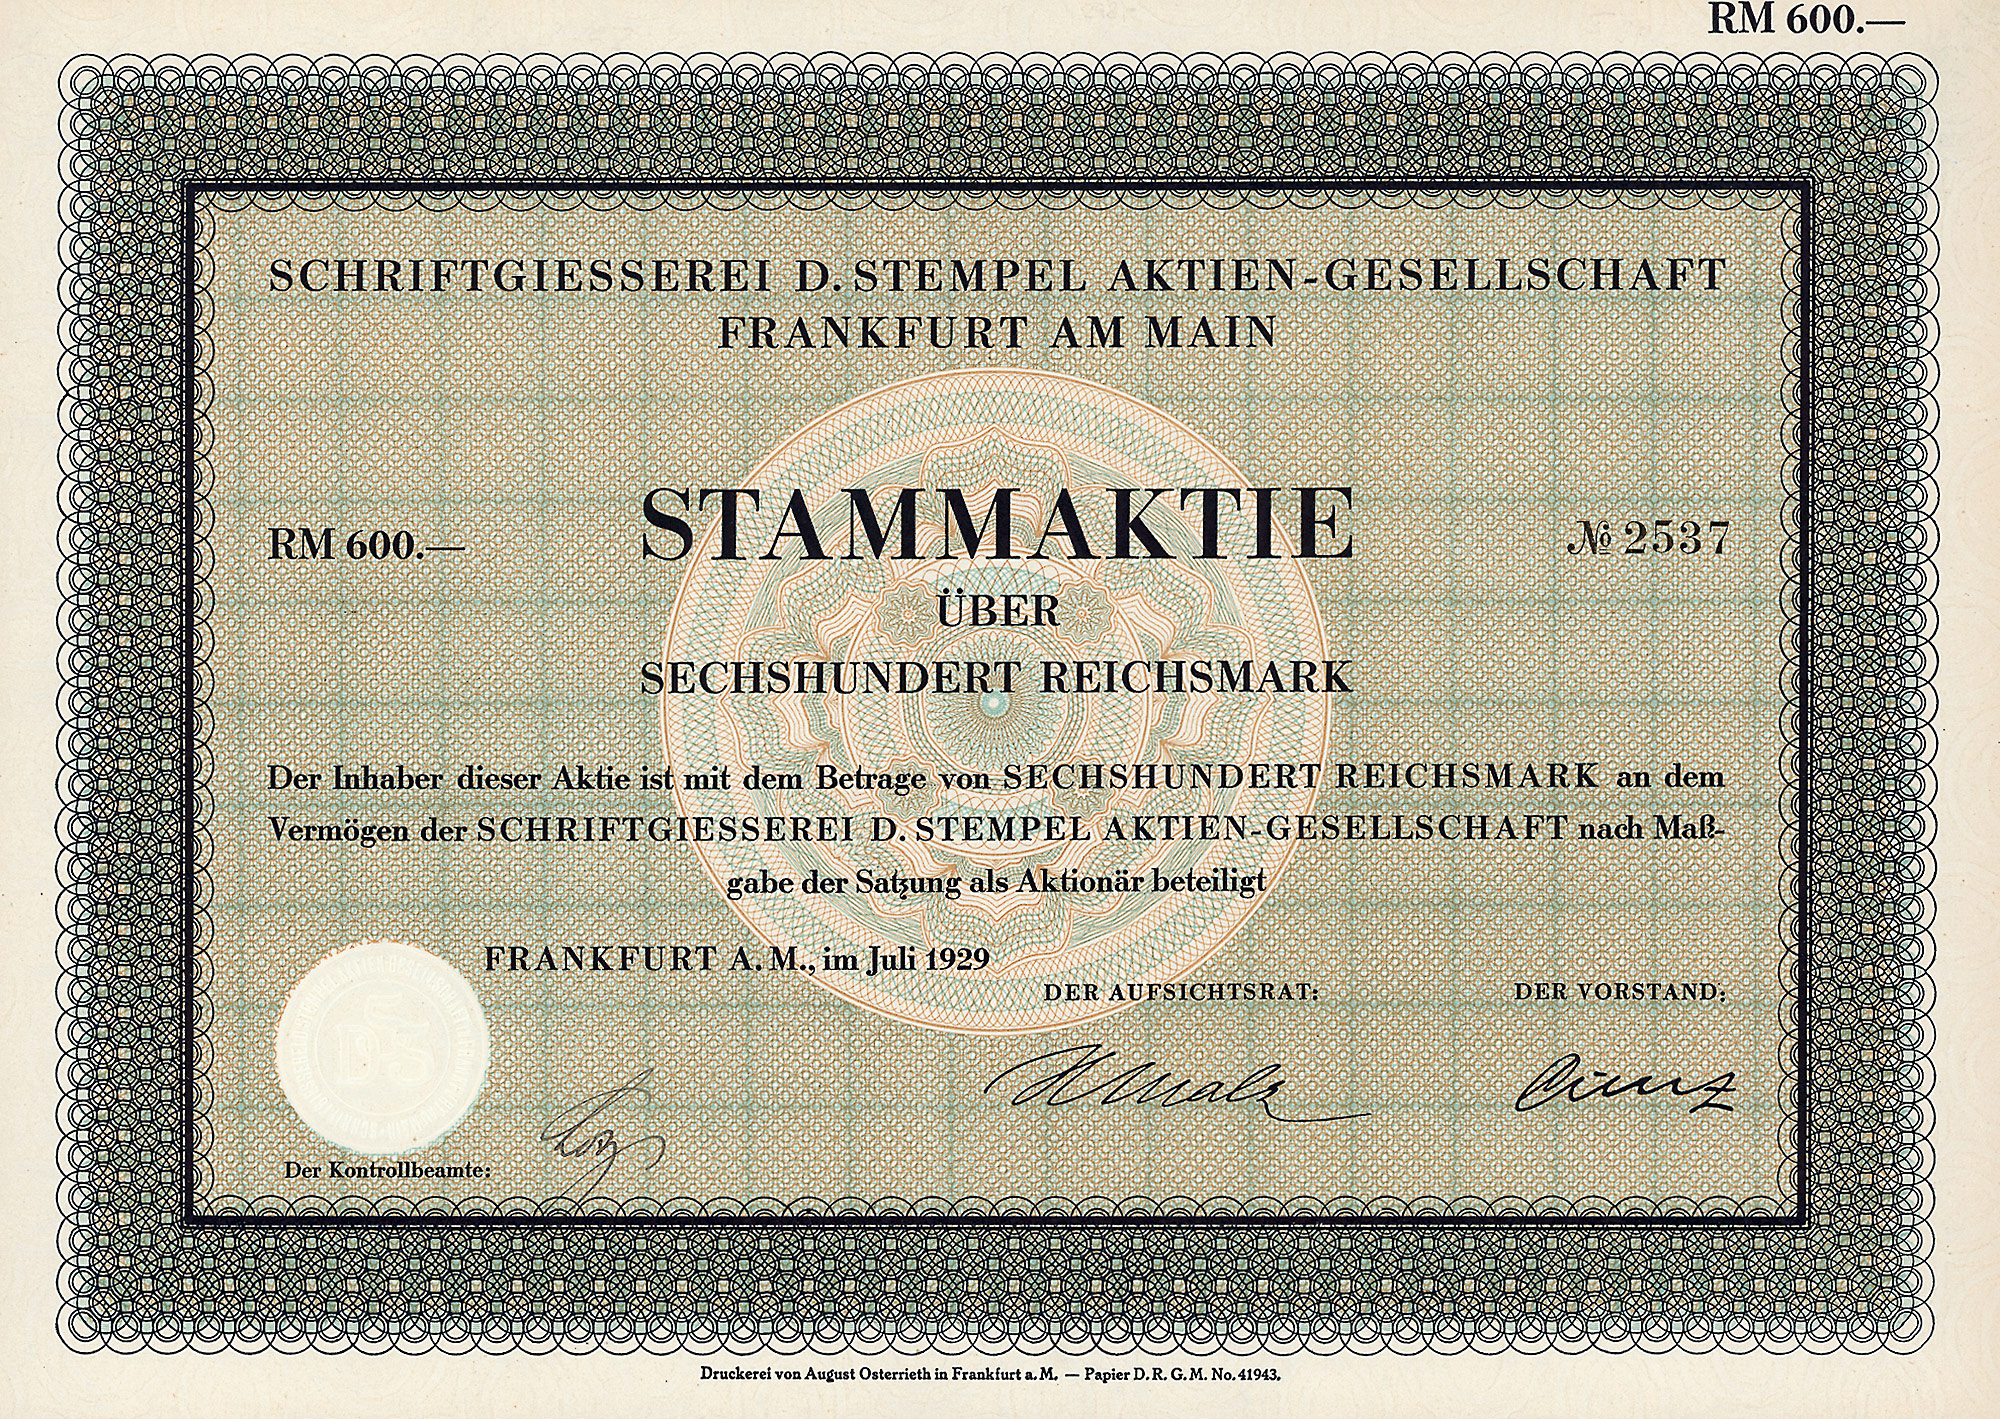 RM 600.—
SCHRIFTGIESSEREI D. STEMPEL AKTIEN-GESELLSCHAFT
FRANKFURT AM MAIN
RM 600.—
STAMMAKTIE
№ 2537
ÜBER
SECHSHUNDERT REICHSMARK
Der Inhaber dieser Aktie ist mit dem Betrage von SECHSHUNDERT REICHSMARK an dem
Vermögen der SCHRIFTGIESSEREI D. STEMPEL AKTIEN-GESELLSCHAFT nach Maß-
gabe der Satzung als Aktionär beteiligt
FRANKFURT A. M., im Juli 1929
DER AUFSICHTSRAT:
DER VORSTAND:
Der Kontrollbeamte:
Druckerei von August Osterrieth in Frankfurt a. M. — Papier D. R. G. M. No. 41943.